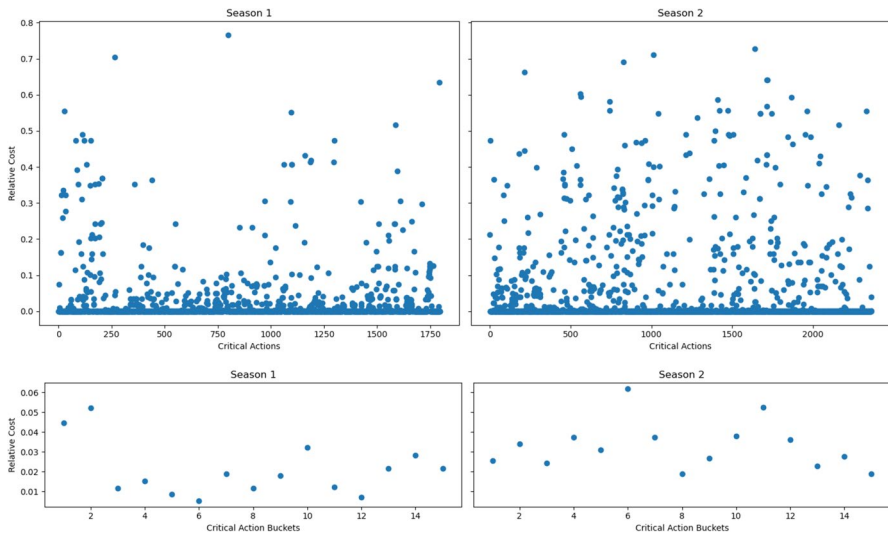 Season 1
Season 2
0.8
0.7
0.6
0.5
0.4
0.3
0.2
0.1
0.0
Relative Cost
0 250 500 750 1000 1250 1500 1750
Critical Actions
0 500 1000 1500 2000
Critical Actions
Season 1
Season 2
0.06
0.05
0.04
0.03
0.02
0.01
Relative Cost
2 4 6 8 10 12 14
Critical Action Buckets
2 4 6 8 10 12 14
Critical Action Buckets